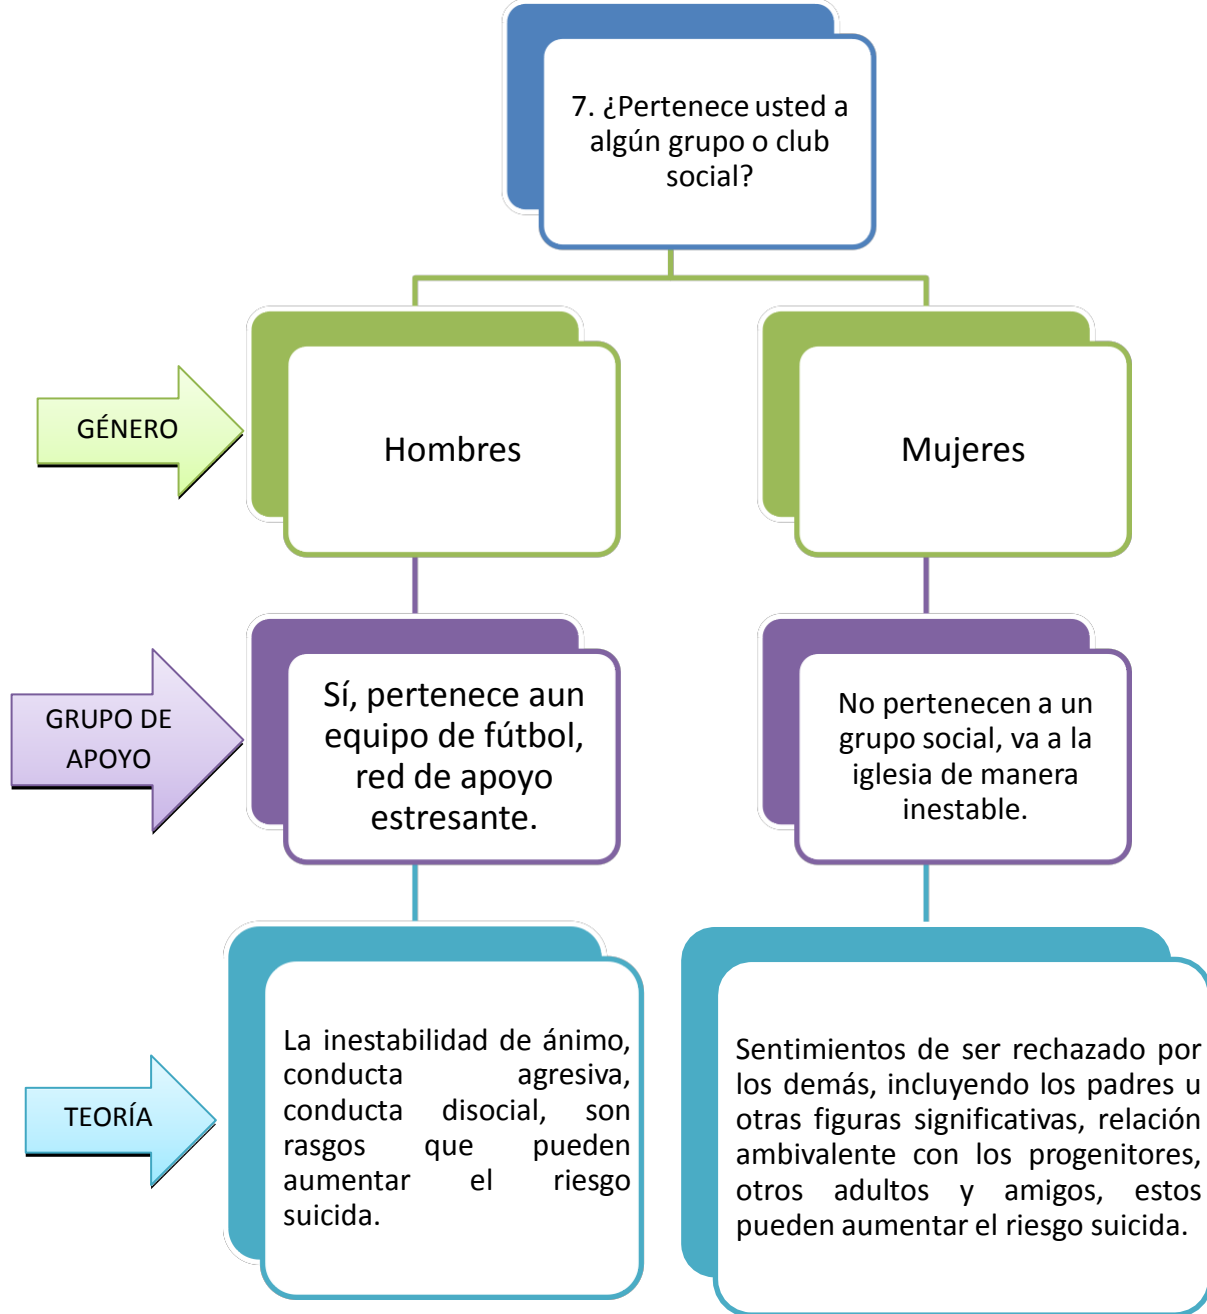 7. ¿Pertenece usted a
algún grupo o club
social?
GÉNERO
Hombres
Mujeres
GRUPO DE
APOYO
Sí, pertenece aun
equipo de fútbol,
red de apoyo
estresante.
No pertenecen a un
grupo social, va a la
iglesia de manera
inestable.
TEORÍA
La inestabilidad de ánimo,
conducta agresiva,
conducta disocial, son
rasgos que pueden
aumentar el riesgo
suicida.
Sentimientos de ser rechazado por
los demás, incluyendo los padres u
otras figuras significativas, relación
ambivalente con los progenitores,
otros adultos y amigos, estos
pueden aumentar el riesgo suicida.